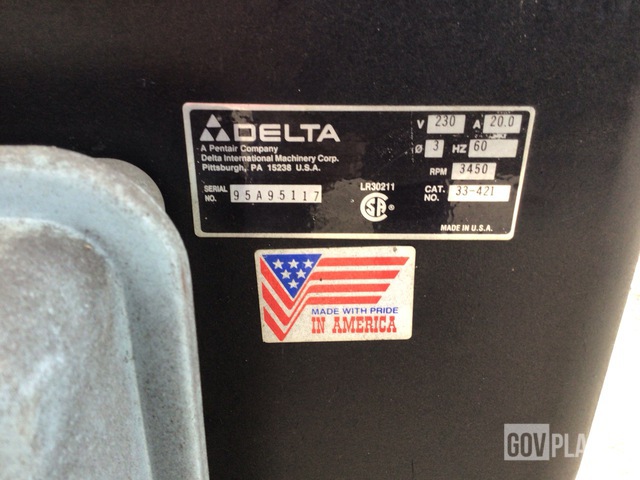 DELTA
A Pentair Company
Delta International Machinery Corp.
Pittsburgh, PA 15238 U.S.A.
SERIAL NO. 95A95117
LR30211
V 230 A 20.0
Ø 3 HZ 60
RPM 3450
CAT. NO. 33-421
MADE IN U.S.A.
MADE WITH PRIDE
IN AMERICA
GOVPLA